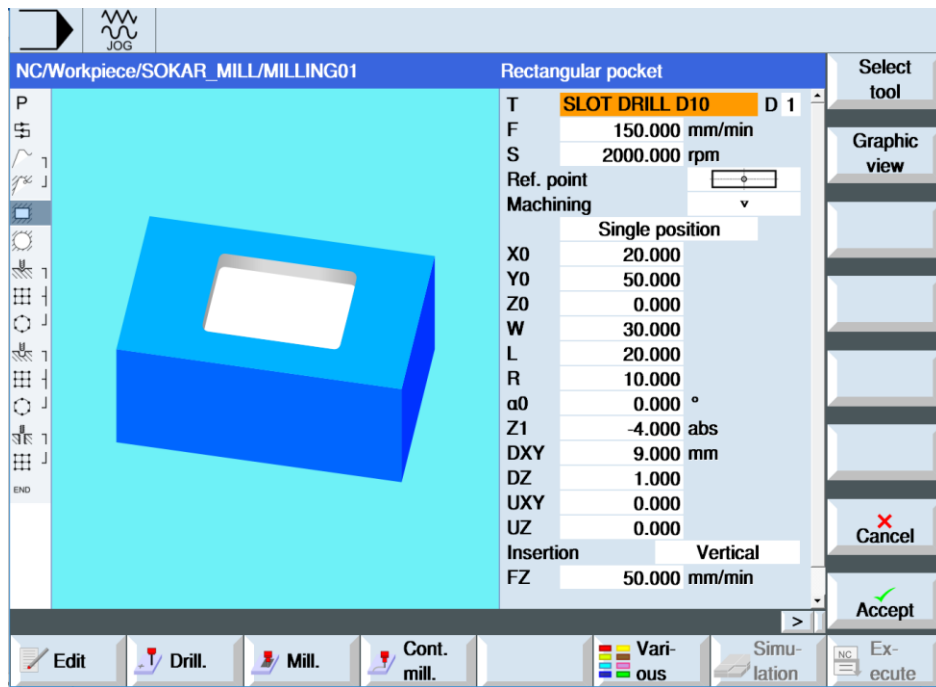 JOG
NC/Workpiece/SOKAR_MILL/MILLING01
Rectangular pocket
Select
tool
P
T SLOT DRILL D10 D 1
F 150.000 mm/min
Graphic
view
S 2000.000 rpm
Ref. point
Machining v
Single position
X0 20.000
Y0 50.000
Z0 0.000
W 30.000
L 20.000
R 10.000
α0 0.000 °
Z1 -4.000 abs
DXY 9.000 mm
DZ 1.000
END
UXY 0.000
UZ 0.000
Cancel
Insertion Vertical
FZ 50.000 mm/min
Accept
>
Edit
Drill.
Mill.
Cont.
mill.
Vari-
ous
Simu-
lation
NC
Ex-
ecute